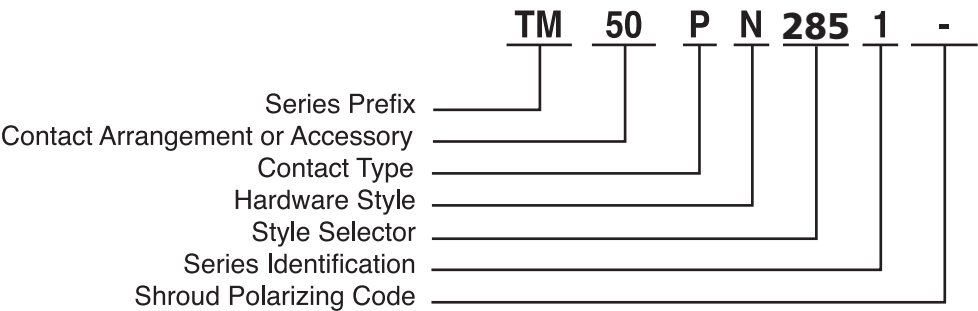 TM 50 P N 285 1 -
Series Prefix
Contact Arrangement or Accessory
Contact Type
Hardware Style
Style Selector
Series Identification
Shroud Polarizing Code